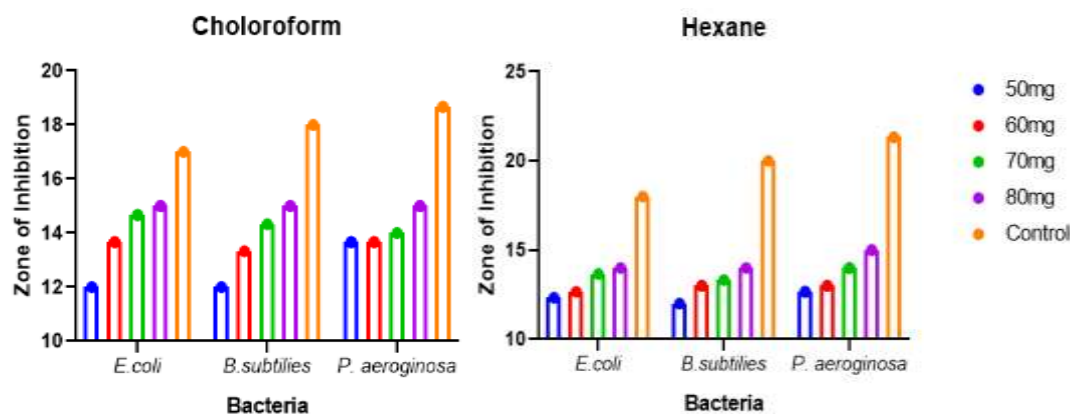 Choloroform
20
18
16
14
12
10
Zone of Inhibition
E.coli
B.subtilies
P. aeroginosa
Bacteria
Hexane
25
20
15
10
Zone of Inhibition
E.coli
B.subtilies
P. aeroginosa
Bacteria
50mg
60mg
70mg
80mg
Control